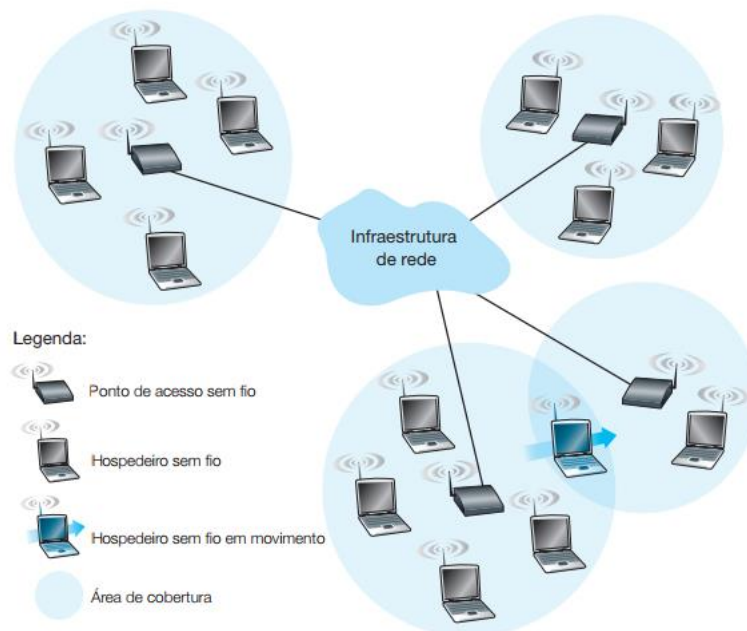 Infraestrutura
de rede
Legenda:
Ponto de acesso sem fio
Hospedeiro sem fio
Hospedeiro sem fio em movimento
Área de cobertura